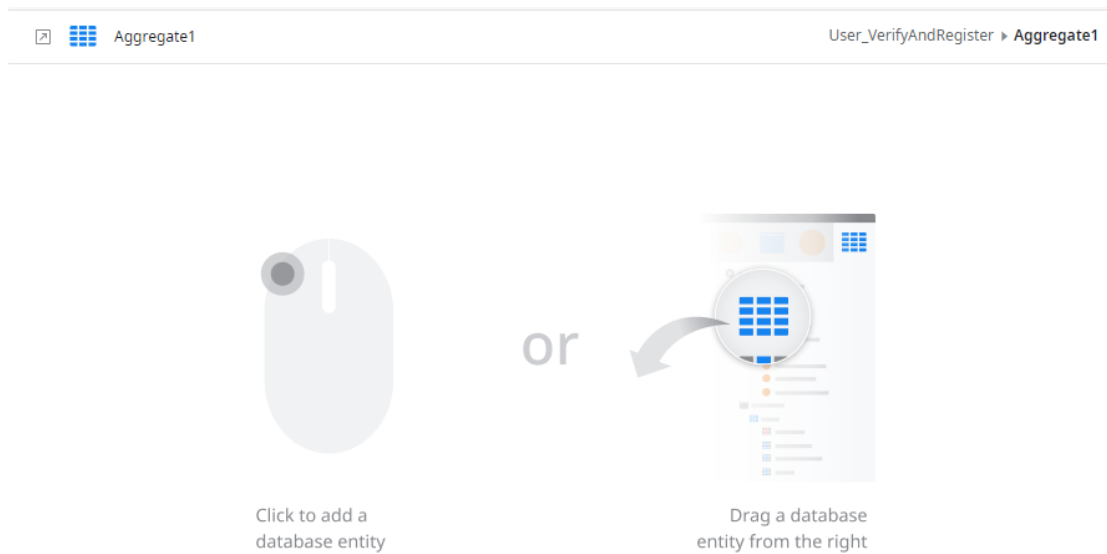 Aggregate1
User_VerifyAndRegister ▸ Aggregate1
or
Click to add a
database entity
Drag a database
entity from the right